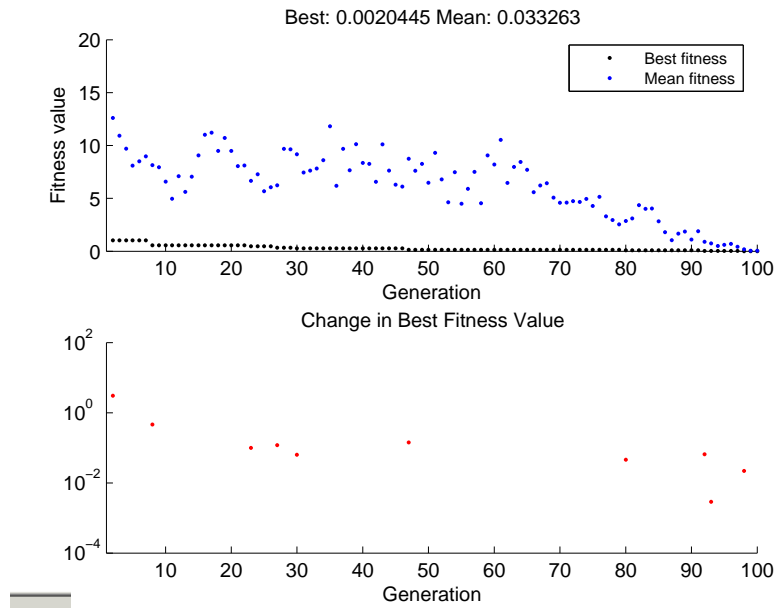 Best: 0.0020445 Mean: 0.033263
20
15
10
5
0
Fitness value
Best fitness
Mean fitness
10 20 30 40 50 60 70 80 90 100
Generation
Change in Best Fitness Value
10^2
10^0
10^-2
10^-4
10 20 30 40 50 60 70 80 90 100
Generation